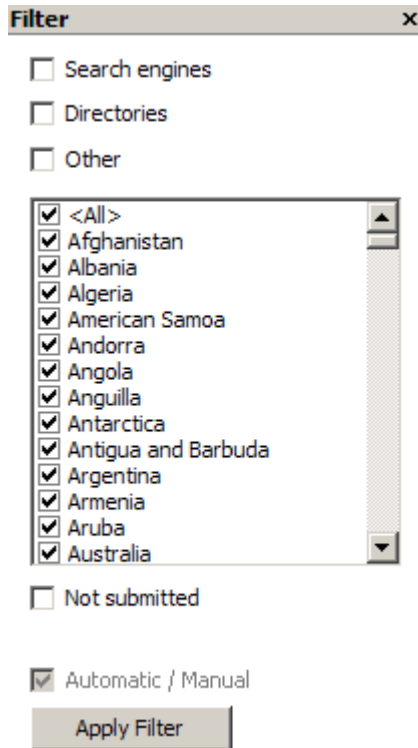 Filter
Search engines
Directories
Other
<All>
Afghanistan
Albania
Algeria
American Samoa
Andorra
Angola
Anguilla
Antarctica
Antigua and Barbuda
Argentina
Armenia
Aruba
Australia
Not submitted
Automatic / Manual
Apply Filter